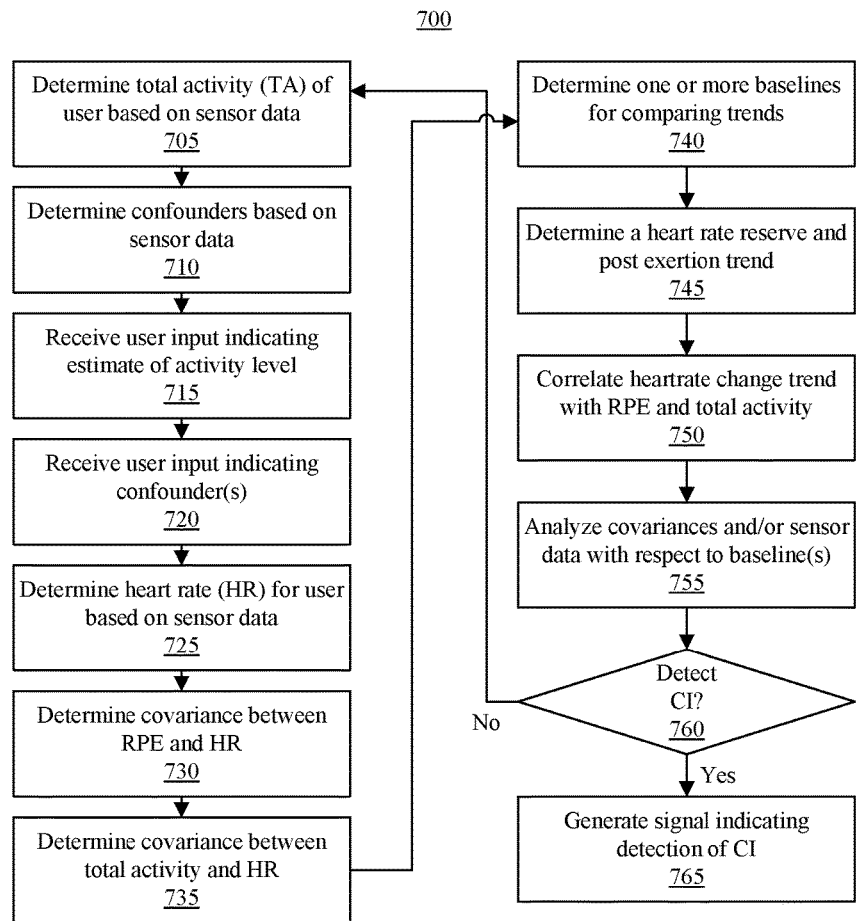 700
Determine total activity (TA) of
user based on sensor data
705
Determine confounders based on
sensor data
710
Receive user input indicating
estimate of activity level
715
Receive user input indicating
confounder(s)
720
Determine heart rate (HR) for user
based on sensor data
725
Determine covariance between
RPE and HR
730
Determine covariance between
total activity and HR
735
Determine one or more baselines
for comparing trends
740
Determine a heart rate reserve and
post exertion trend
745
Correlate heartrate change trend
with RPE and total activity
750
Analyze covariances and/or sensor
data with respect to baseline(s)
755
Detect
CI?
760
No
Yes
Generate signal indicating
detection of CI
765